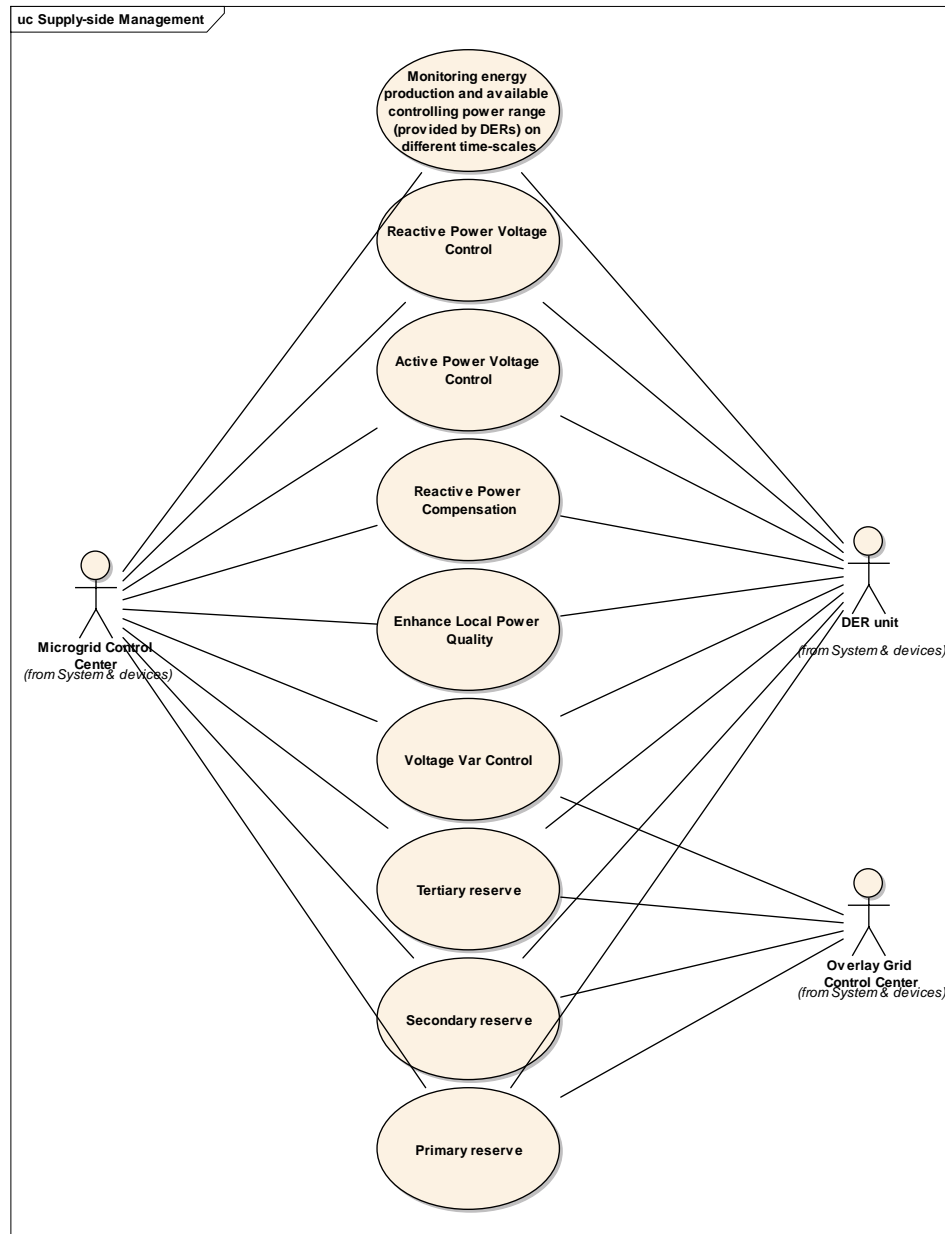 uc Supply-side Management
Monitoring energy
production and available
controlling power range
(provided by DERs) on
different time-scales
Reactive Power Voltage
Control
Active Power Voltage
Control
Reactive Power
Compensation
Enhance Local Power
Quality
Voltage Var Control
Tertiary reserve
Secondary reserve
Primary reserve
Microgrid Control
Center
(from System & devices)
DER unit
(from System & devices)
Overlay Grid
Control Center
(from System & devices)